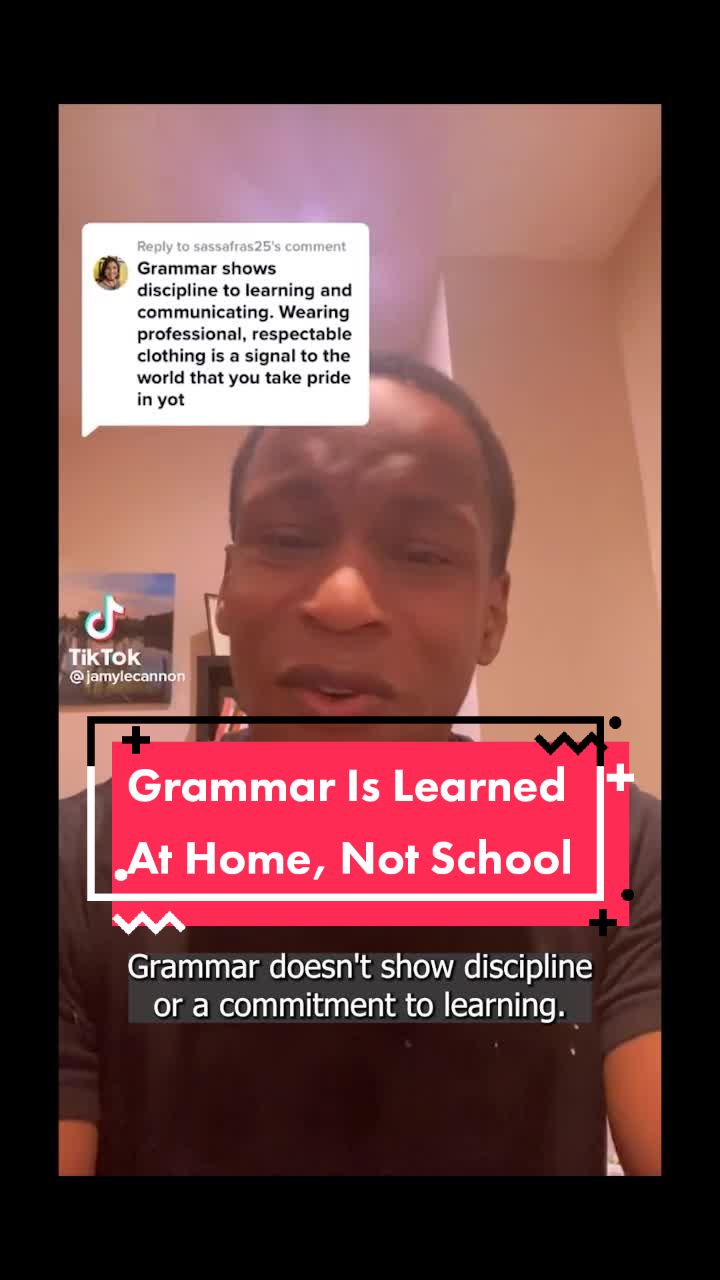 Reply to sassafras25's comment
Grammar shows
discipline to learning and
communicating. Wearing
professional, respectable
clothing is a signal to the
world that you take pride
in yot
TikTok
@jamylecannon
Grammar Is Learned
At Home, Not School
Grammar doesn't show discipline
or a commitment to learning.